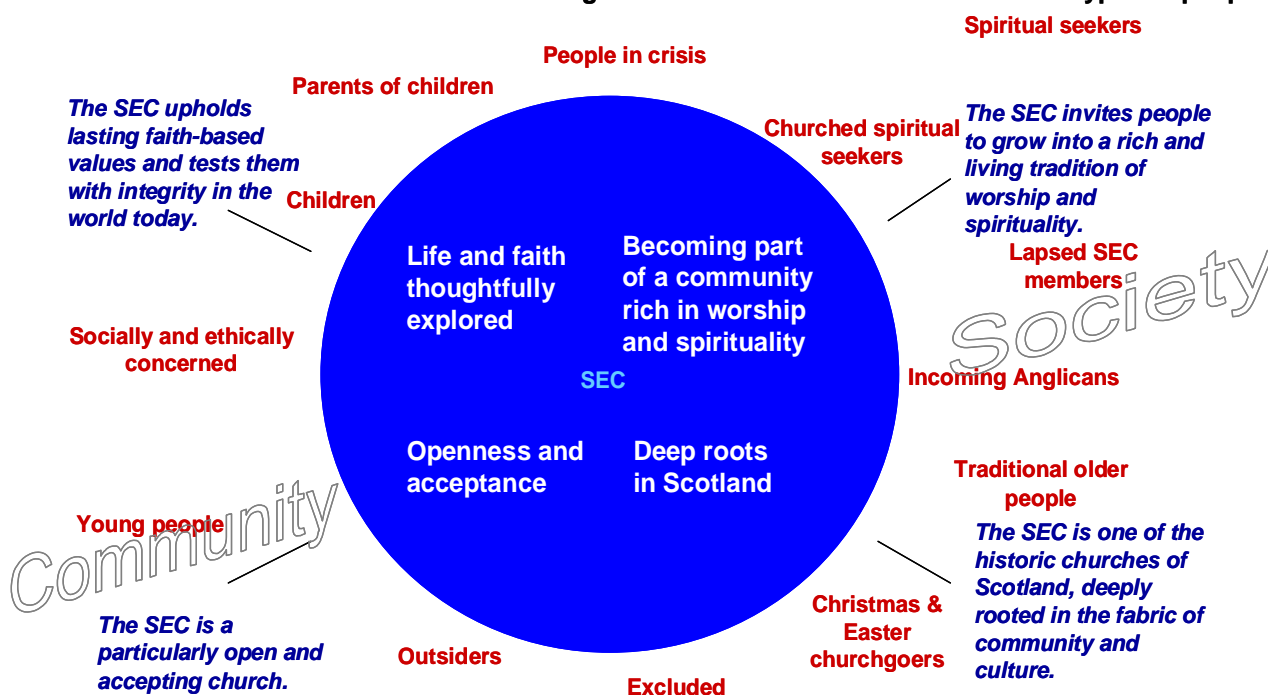 Spiritual seekers
People in crisis
Parents of children
The SEC upholds
lasting faith-based
values and tests them
with integrity in the
world today.
Churched spiritual
seekers
The SEC invites people
to grow into a rich and
living tradition of
worship and
spirituality.
Children
Life and faith
thoughtfully
explored
Becoming part
of a community
rich in worship
and spirituality
Lapsed SEC
members
Society
Socially and ethically
concerned
SEC
Incoming Anglicans
Openness and
acceptance
Deep roots
in Scotland
Traditional older
people
Young people
Community
The SEC is one of the
historic churches of
Scotland, deeply
rooted in the fabric of
community and
culture.
Christmas &
Easter
churchgoers
The SEC is a
particularly open and
accepting church.
Outsiders
Excluded